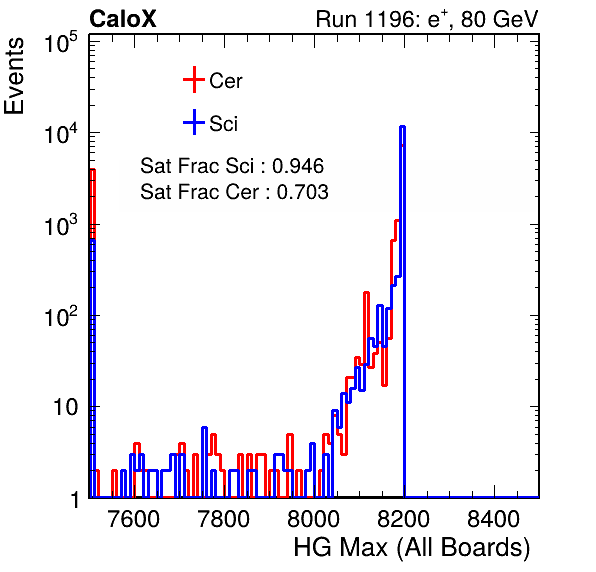 CaloX Run 1196: e⁺, 80 GeV
Events
10⁵
10⁴
10³
10²
10
1
Cer
Sci
Sat Frac Sci : 0.946
Sat Frac Cer : 0.703
7600 7800 8000 8200 8400
HG Max (All Boards)